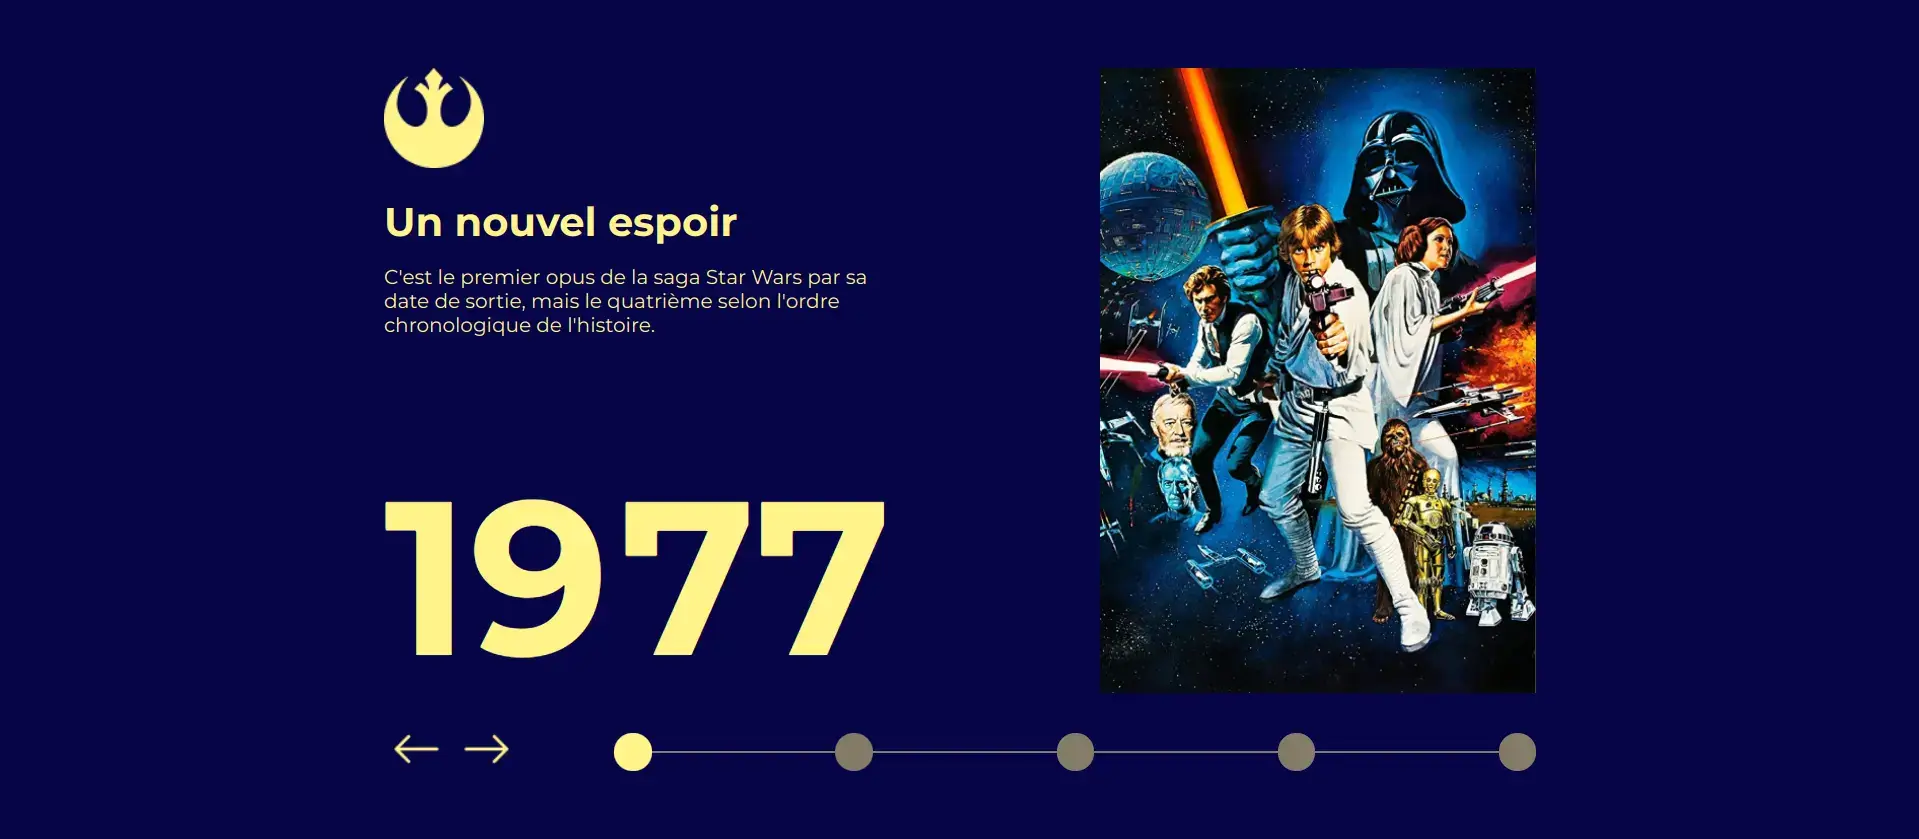 Un nouvel espoir
C'est le premier opus de la saga Star Wars par sa
date de sortie, mais le quatrième selon l'ordre
chronologique de l'histoire.
1977